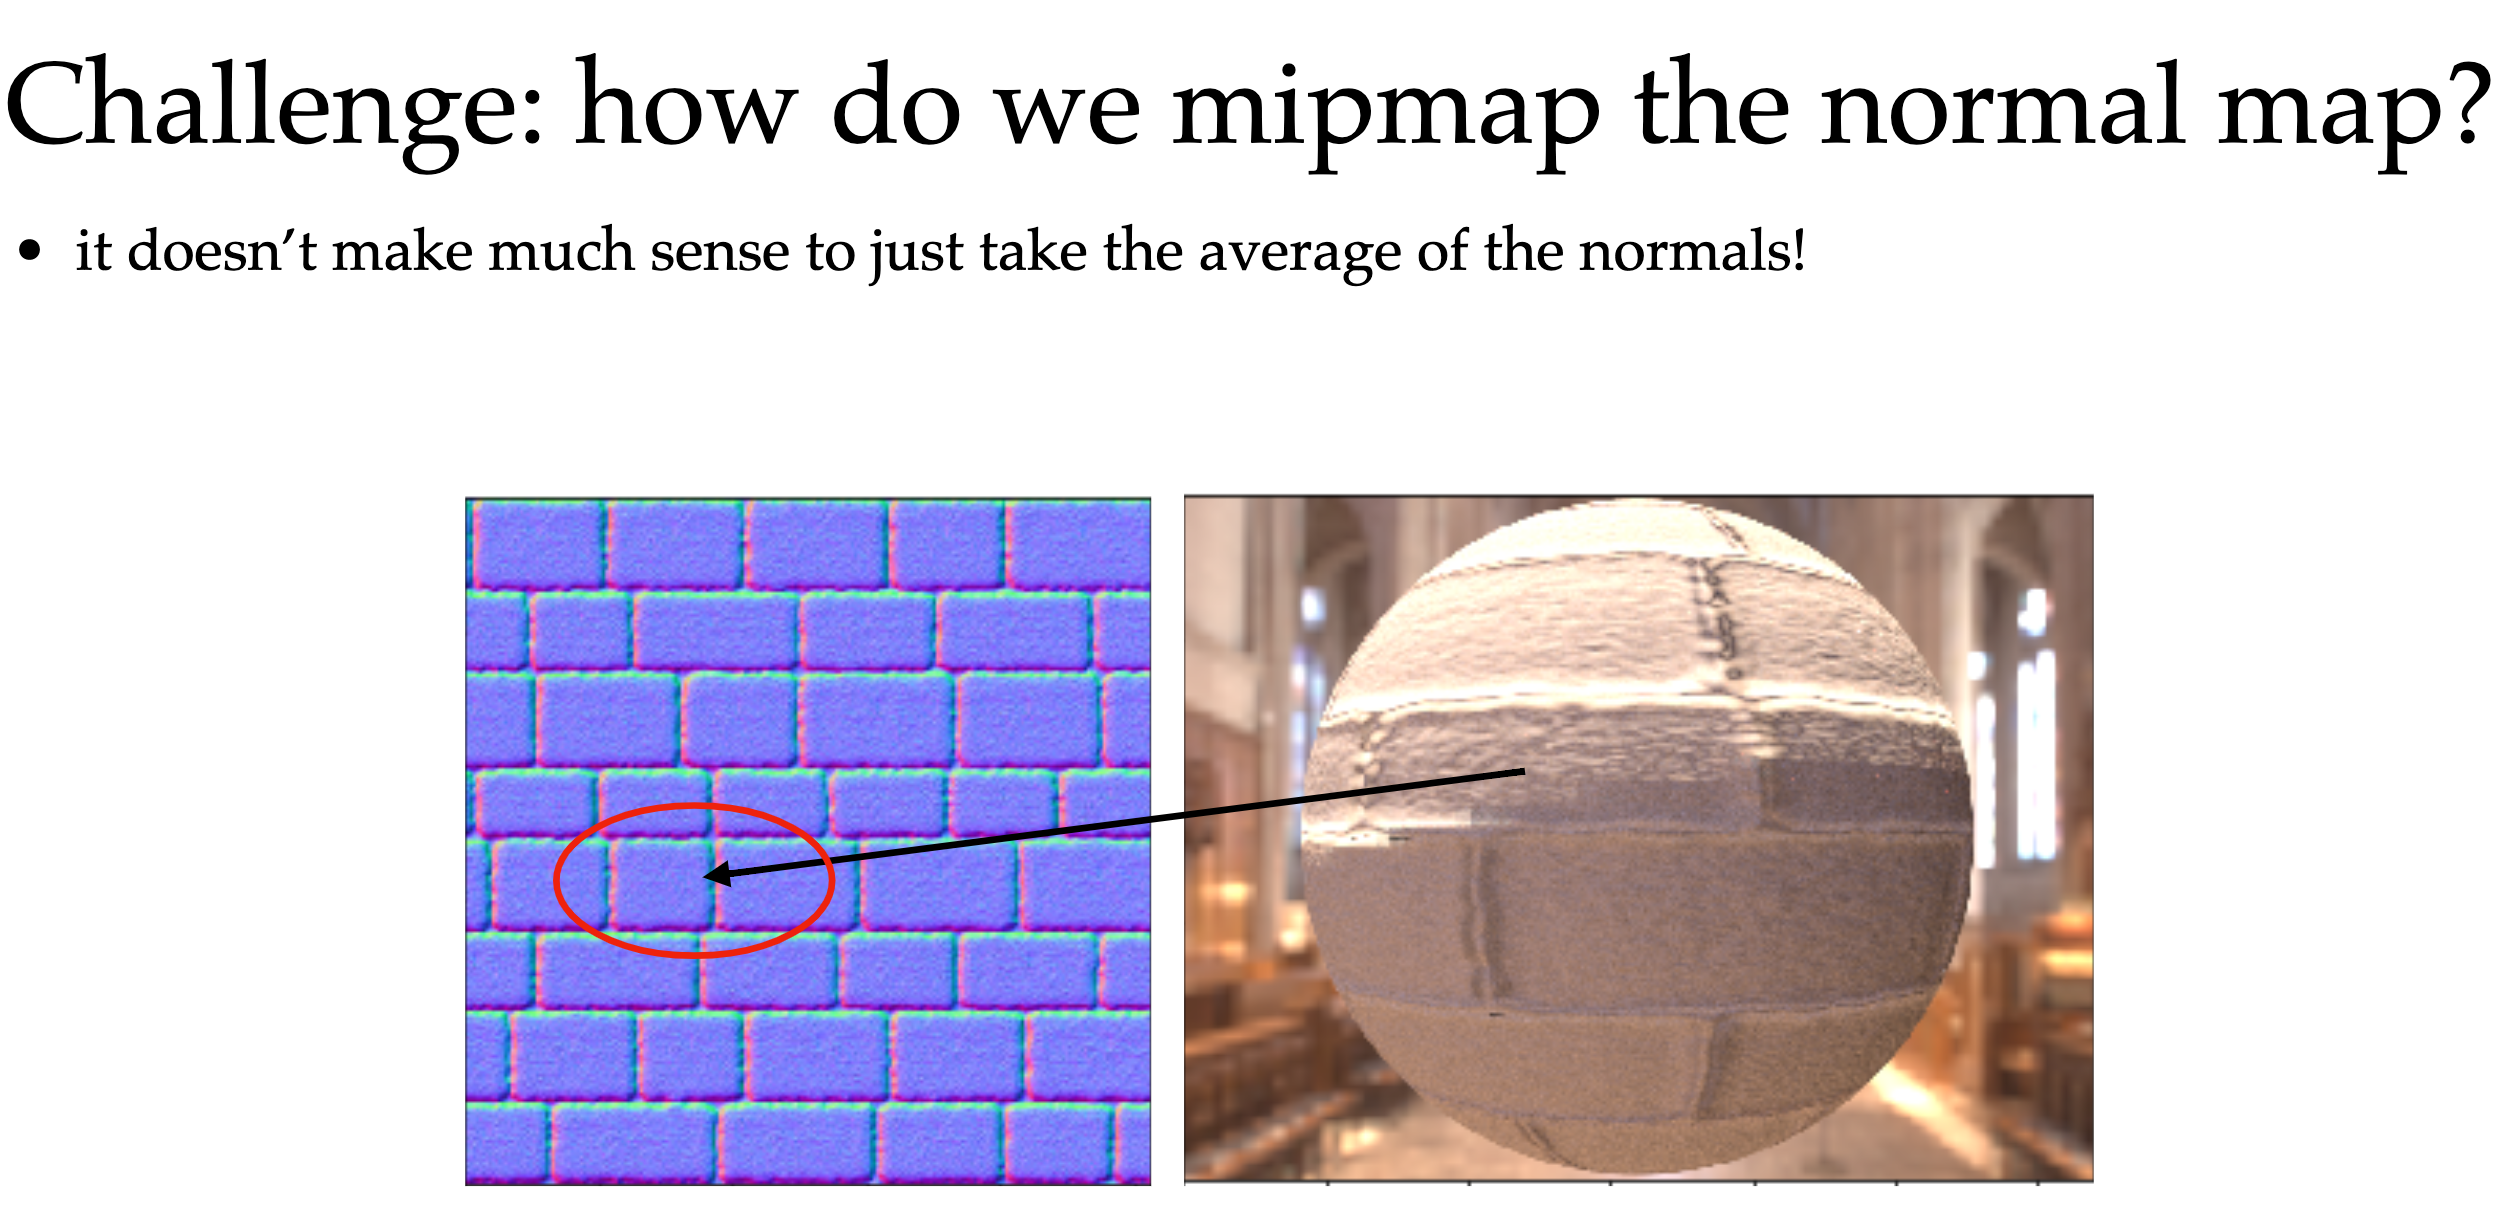 Challenge: how do we mipmap the normal map?
• it doesn’t make much sense to just take the average of the normals!